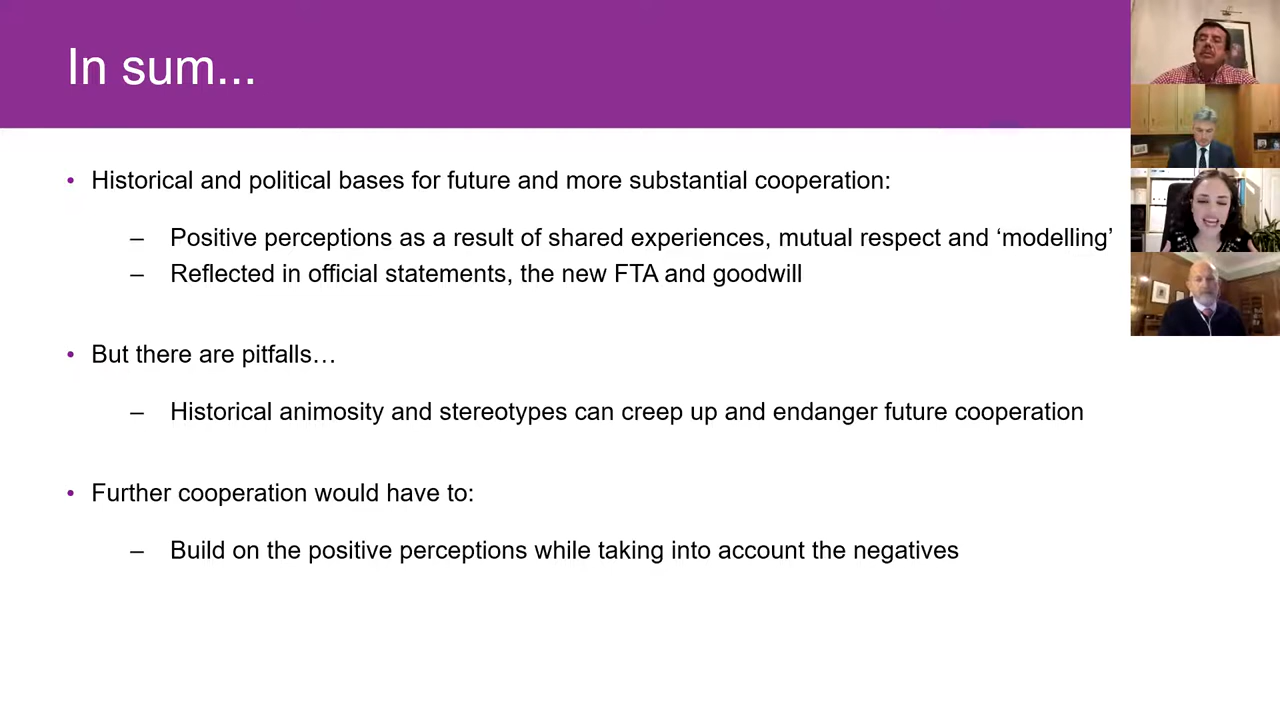 In sum...
• Historical and political bases for future and more substantial cooperation:
– Positive perceptions as a result of shared experiences, mutual respect and ‘modelling’
– Reflected in official statements, the new FTA and goodwill
• But there are pitfalls…
– Historical animosity and stereotypes can creep up and endanger future cooperation
• Further cooperation would have to:
– Build on the positive perceptions while taking into account the negatives